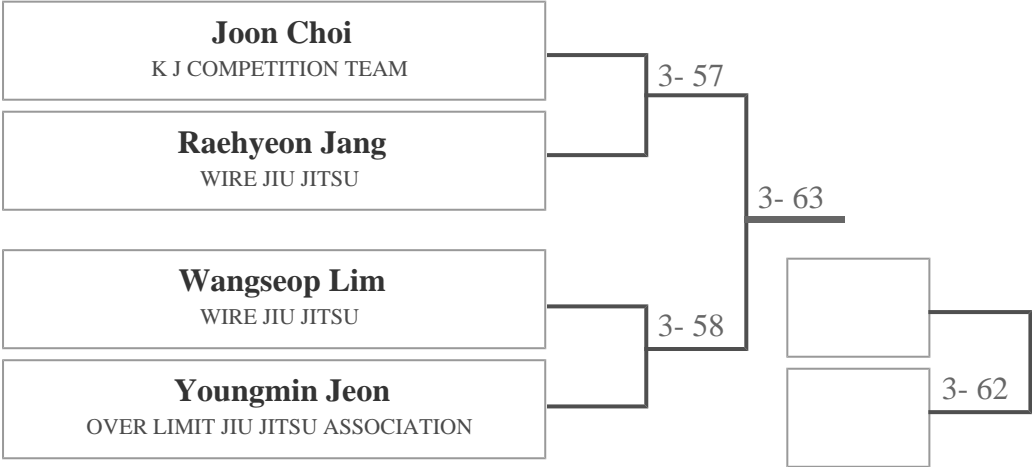 Joon Choi
K J COMPETITION TEAM
3- 57
Raehyeon Jang
WIRE JIU JITSU
3- 63
Wangseop Lim
WIRE JIU JITSU
3- 58
Youngmin Jeon
OVER LIMIT JIU JITSU ASSOCIATION
3- 62